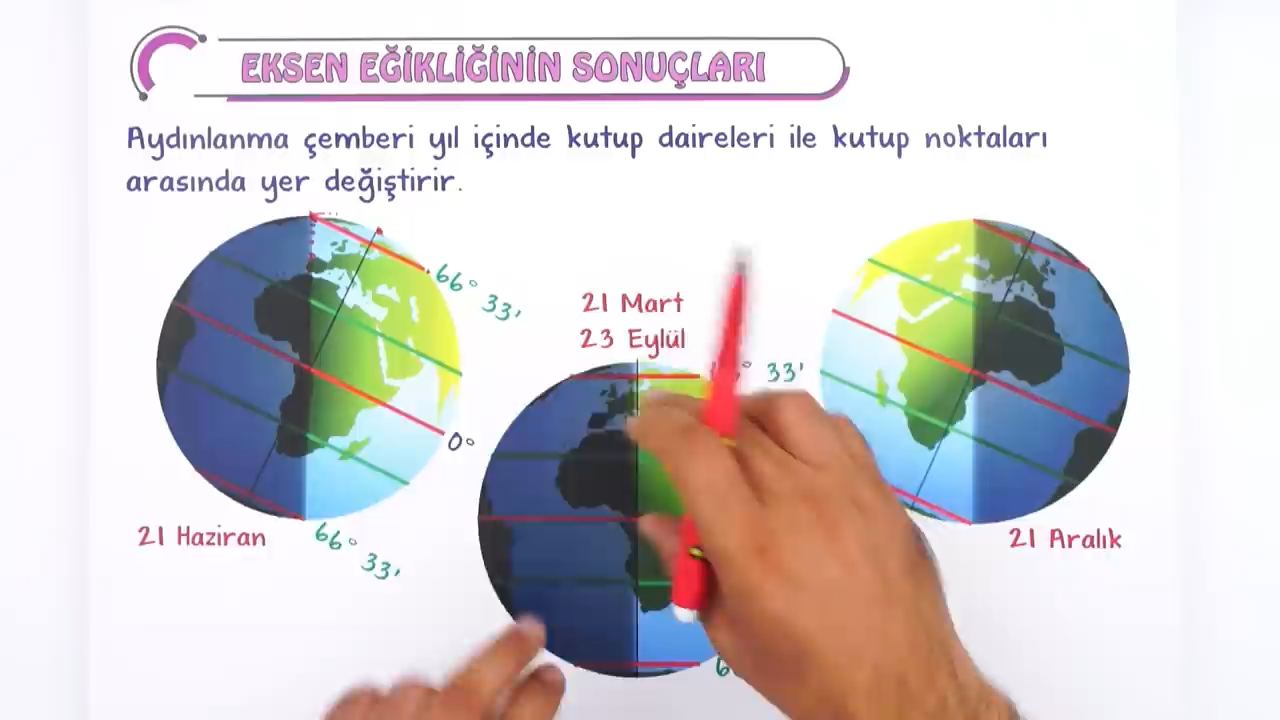 EKSEN EĞİKLİĞİNİN SONUÇLARI
Aydınlanma çemberi yıl içinde kutup daireleri ile kutup noktaları
arasında yer değiştirir.
66° 33'
0°
66° 33'
21 Haziran
21 Mart
23 Eylül
33'
21 Aralık